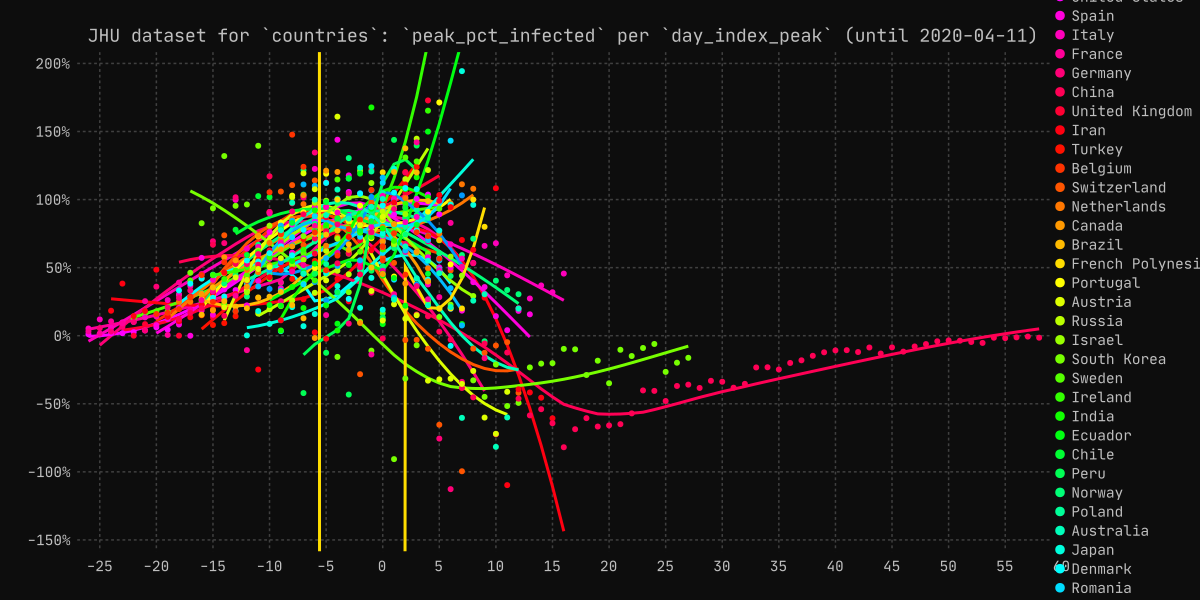 JHU dataset for `countries`: `peak_pct_infected` per `day_index_peak` (until 2020-04-11)
200%
150%
100%
50%
0%
-50%
-100%
-150%
-25 -20 -15 -10 -5 0 5 10 15 20 25 30 35 40 45 50 55 60
Spain
Italy
France
Germany
China
United Kingdom
Iran
Turkey
Belgium
Switzerland
Netherlands
Canada
Brazil
French Polynesi
Portugal
Austria
Russia
Israel
South Korea
Sweden
Ireland
India
Ecuador
Chile
Peru
Norway
Poland
Australia
Japan
Denmark
Romania